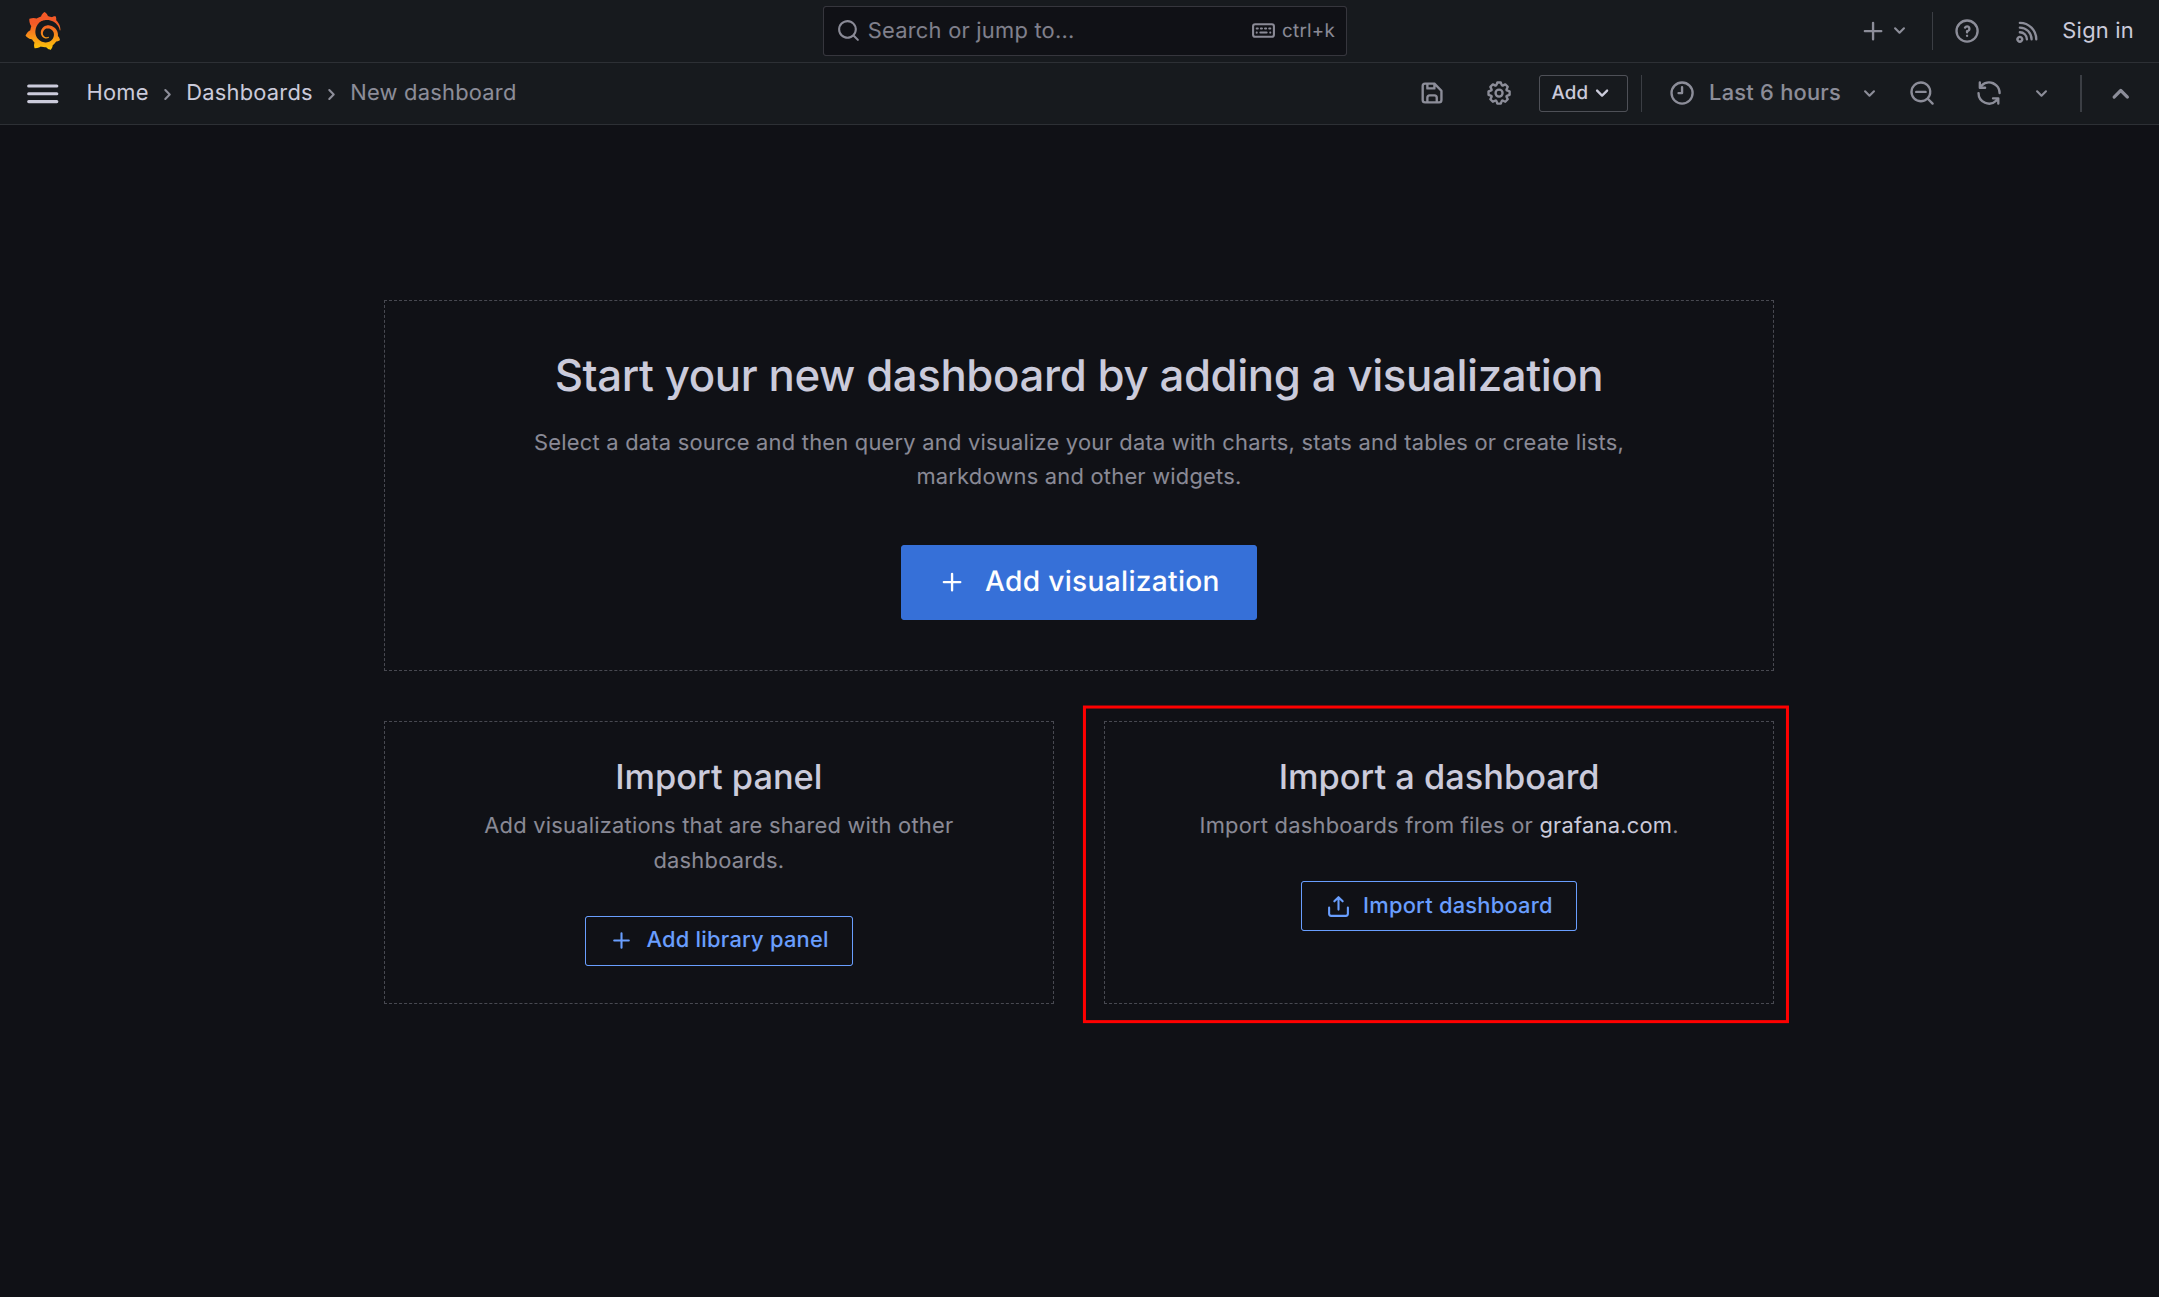 Search or jump to... ctrl+k Sign in
Home › Dashboards › New dashboard Add Last 6 hours
Start your new dashboard by adding a visualization
Select a data source and then query and visualize your data with charts, stats and tables or create lists,
markdowns and other widgets.
+ Add visualization
Import panel
Add visualizations that are shared with other
dashboards.
+ Add library panel
Import a dashboard
Import dashboards from files or grafana.com.
Import dashboard